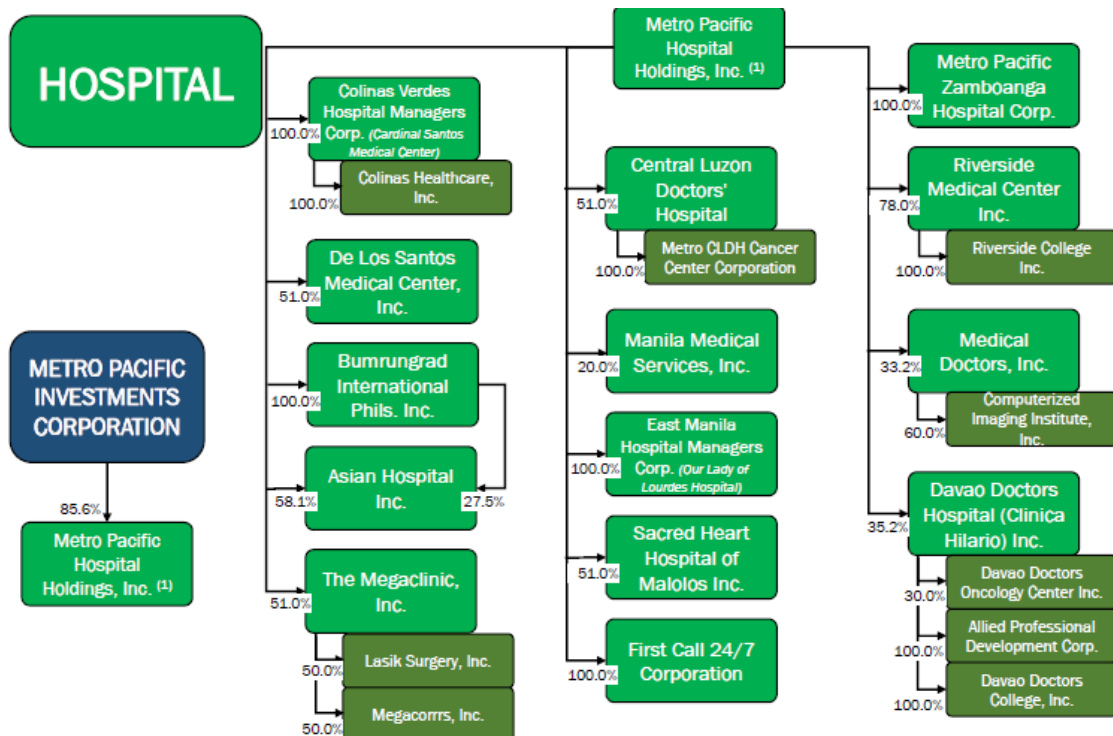 HOSPITAL
METRO PACIFIC
INVESTMENTS
CORPORATION
85.6%
Metro Pacific
Hospital
Holdings, Inc. (1)
Metro Pacific
Hospital
Holdings, Inc. (1)
100.0%
Colinas Verdes
Hospital Managers
Corp. (Cardinal Santos
Medical Center)
100.0%
Colinas Healthcare,
Inc.
51.0%
De Los Santos
Medical Center,
Inc.
100.0%
Bumrungrad
International
Phils. Inc.
58.1%
Asian Hospital
Inc.
27.5%
51.0%
The Megaclinic,
Inc.
50.0%
Lasik Surgery, Inc.
50.0%
Megacorrrs, Inc.
51.0%
Central Luzon
Doctors'
Hospital
100.0%
Metro CLDH Cancer
Center Corporation
20.0%
Manila Medical
Services, Inc.
100.0%
East Manila
Hospital Managers
Corp. (Our Lady of
Lourdes Hospital)
51.0%
Sacred Heart
Hospital of
Malolos Inc.
100.0%
First Call 24/7
Corporation
100.0%
Metro Pacific
Zamboanga
Hospital Corp.
78.0%
Riverside
Medical Center
Inc.
100.0%
Riverside College
Inc.
33.2%
Medical
Doctors, Inc.
60.0%
Computerized
Imaging Institute,
Inc.
35.2%
Davao Doctors
Hospital (Clinica
Hilario) Inc.
30.0%
Davao Doctors
Oncology Center Inc.
100.0%
Allied Professional
Development Corp.
100.0%
Davao Doctors
College, Inc.